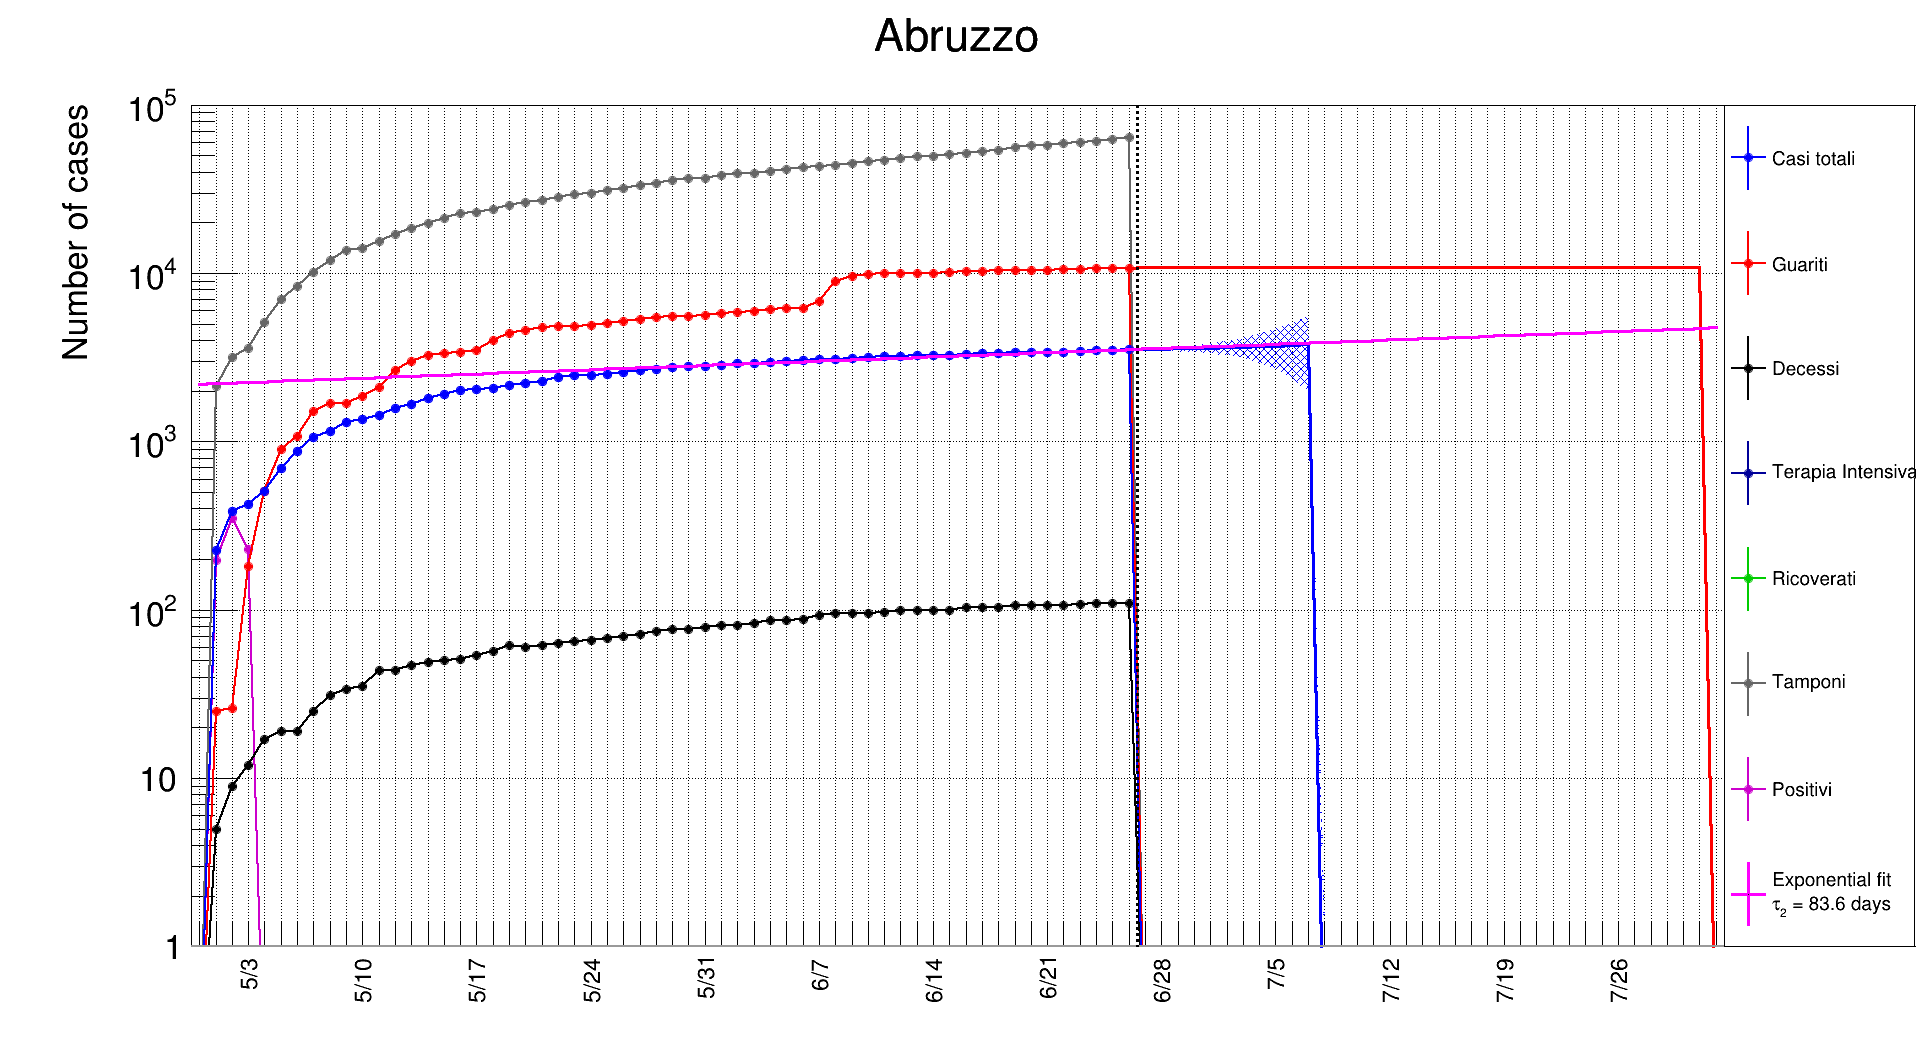 Abruzzo
Number of cases
10^5
10^4
10^3
10^2
10
1
5/3 5/10 5/17 5/24 5/31 6/7 6/14 6/21 6/28 7/5 7/12 7/19 7/26
Casi totali
Guariti
Decessi
Terapia Intensiva
Ricoverati
Tamponi
Positivi
Exponential fit
τ₂ = 83.6 days